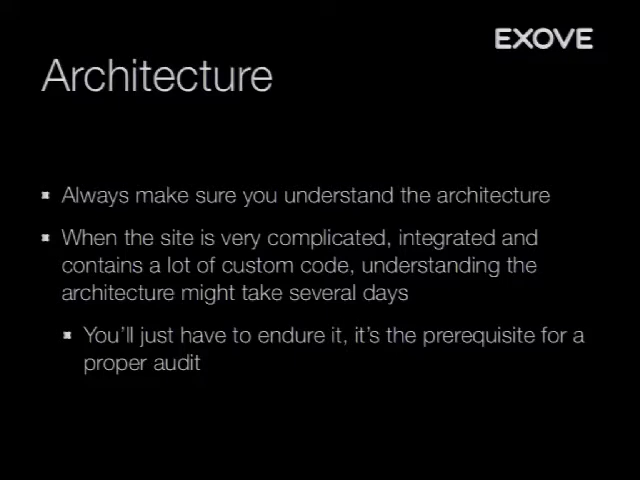 EXOVE
Architecture
Always make sure you understand the architecture
When the site is very complicated, integrated and
contains a lot of custom code, understanding the
architecture might take several days
You'll just have to endure it, it's the prerequisite for a
proper audit